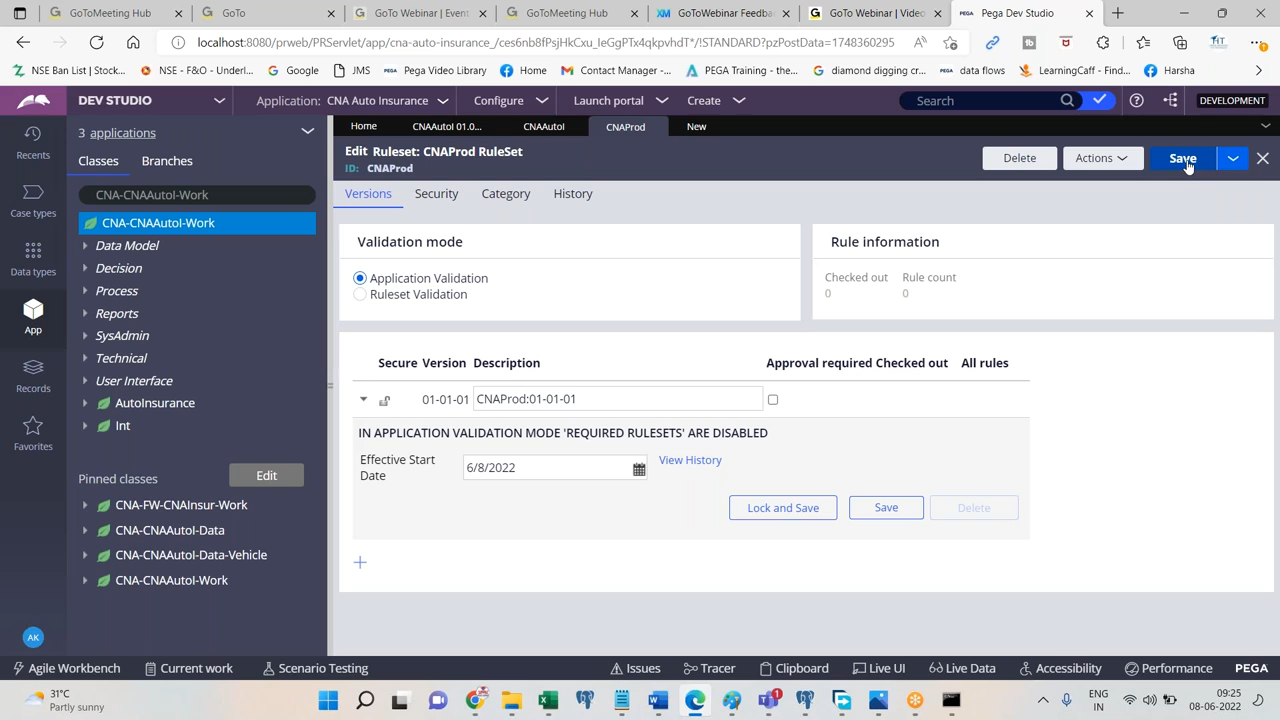 GoToMeeting Hub
GoTo
GoTo Webinar | Event
GoToMeeting Hub
GoToWebinar Feedbac
GoTo Webinar | Video
Pega Dev Studio
localhost:8080/prweb/PRServlet/app/cna-auto-insurance_/ces6nb8fPsjHkCxu_IeGgPTx4qkpvhdT*/!STANDARD?pzPostData=1748360295
NSE Ban List | Stock...
NSE - F&O - Underl...
Google
JMS
Pega Video Library
Home
Contact Manager -...
PEGA Training - the...
diamond digging cr...
data flows
LearningCaff - Find...
Harsha
DEV STUDIO
Application: CNA Auto Insurance
Configure
Launch portal
Create
Search
DEVELOPMENT
3 applications
Home
CNAAutoI 01.0...
CNAAutoI
CNAProd
New
Recents
Case types
Data types
App
Records
Favorites
AK
Classes
Branches
CNA-CNAAutoI-Work
CNA-CNAAutoI-Work
Data Model
Decision
Process
Reports
SysAdmin
Technical
User Interface
AutoInsurance
Int
Pinned classes
Edit
CNA-FW-CNAInsur-Work
CNA-CNAAutoI-Data
CNA-CNAAutoI-Data-Vehicle
CNA-CNAAutoI-Work
Edit Ruleset: CNAProd RuleSet
ID: CNAProd
Delete
Actions
Save
Versions
Security
Category
History
Validation mode
Application Validation
Ruleset Validation
Rule information
Checked out Rule count
0 0
Secure Version Description Approval required Checked out All rules
01-01-01 CNAProd:01-01-01
IN APPLICATION VALIDATION MODE 'REQUIRED RULESETS' ARE DISABLED
Effective Start Date
6/8/2022
View History
Lock and Save
Save
Delete
Agile Workbench
Current work
Scenario Testing
Issues
Tracer
Clipboard
Live UI
Live Data
Accessibility
Performance
PEGA
31°C
Partly sunny
ENG
IN
09:25
08-06-2022